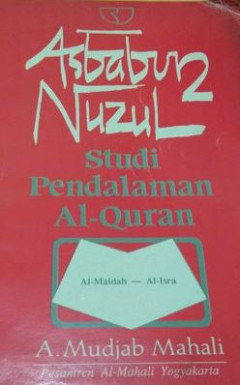 Asbabun 2
Nuzul
Studi
Pendalaman
Al-Quran
Al-Maidah — Al-Isra
A. Mudjab Mahali
Pesantren Al-Mahali Yogyakarta